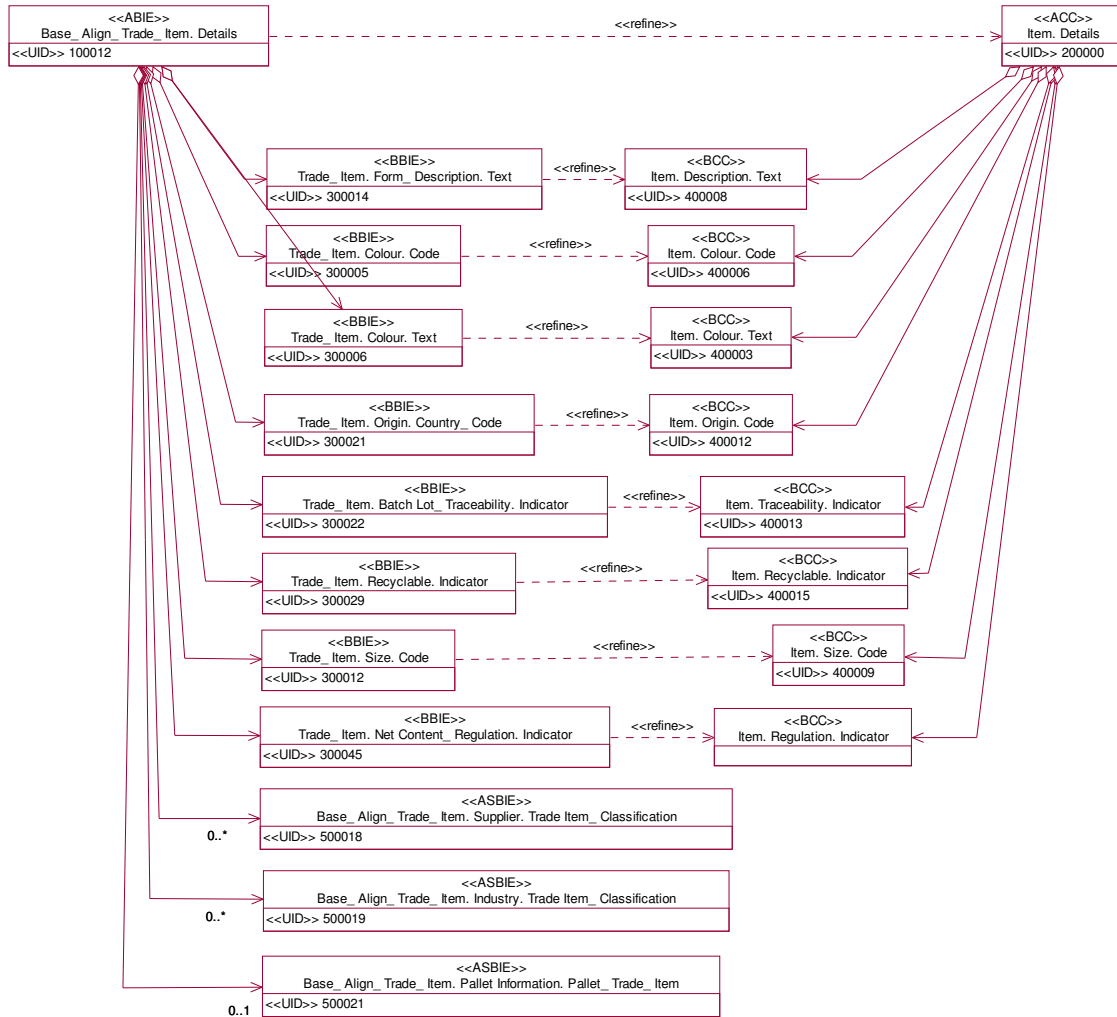 <<ABIE>>
Base_ Align_ Trade_ Item. Details
<<UID>> 100012
<<refine>>
<<ACC>>
Item. Details
<<UID>> 200000
<<BBIE>>
Trade_ Item. Form_ Description. Text
<<UID>> 300014
<<refine>>
<<BCC>>
Item. Description. Text
<<UID>> 400008
<<BBIE>>
Trade_ Item. Colour. Code
<<UID>> 300005
<<refine>>
<<BCC>>
Item. Colour. Code
<<UID>> 400006
<<BBIE>>
Trade_ Item. Colour. Text
<<UID>> 300006
<<refine>>
<<BCC>>
Item. Colour. Text
<<UID>> 400003
<<BBIE>>
Trade_ Item. Origin. Country_ Code
<<UID>> 300021
<<refine>>
<<BCC>>
Item. Origin. Code
<<UID>> 400012
<<BBIE>>
Trade_ Item. Batch Lot_ Traceability. Indicator
<<UID>> 300022
<<refine>>
<<BCC>>
Item. Traceability. Indicator
<<UID>> 400013
<<BBIE>>
Trade_ Item. Recyclable. Indicator
<<UID>> 300029
<<refine>>
<<BCC>>
Item. Recyclable. Indicator
<<UID>> 400015
<<BBIE>>
Trade_ Item. Size. Code
<<UID>> 300012
<<refine>>
<<BCC>>
Item. Size. Code
<<UID>> 400009
<<BBIE>>
Trade_ Item. Net Content_ Regulation. Indicator
<<UID>> 300045
<<refine>>
<<BCC>>
Item. Regulation. Indicator
<<ASBIE>>
Base_ Align_ Trade_ Item. Supplier. Trade Item_ Classification
<<UID>> 500018
0..*
<<ASBIE>>
Base_ Align_ Trade_ Item. Industry. Trade Item_ Classification
<<UID>> 500019
0..*
<<ASBIE>>
Base_ Align_ Trade_ Item. Pallet Information. Pallet_ Trade_ Item
<<UID>> 500021
0..1